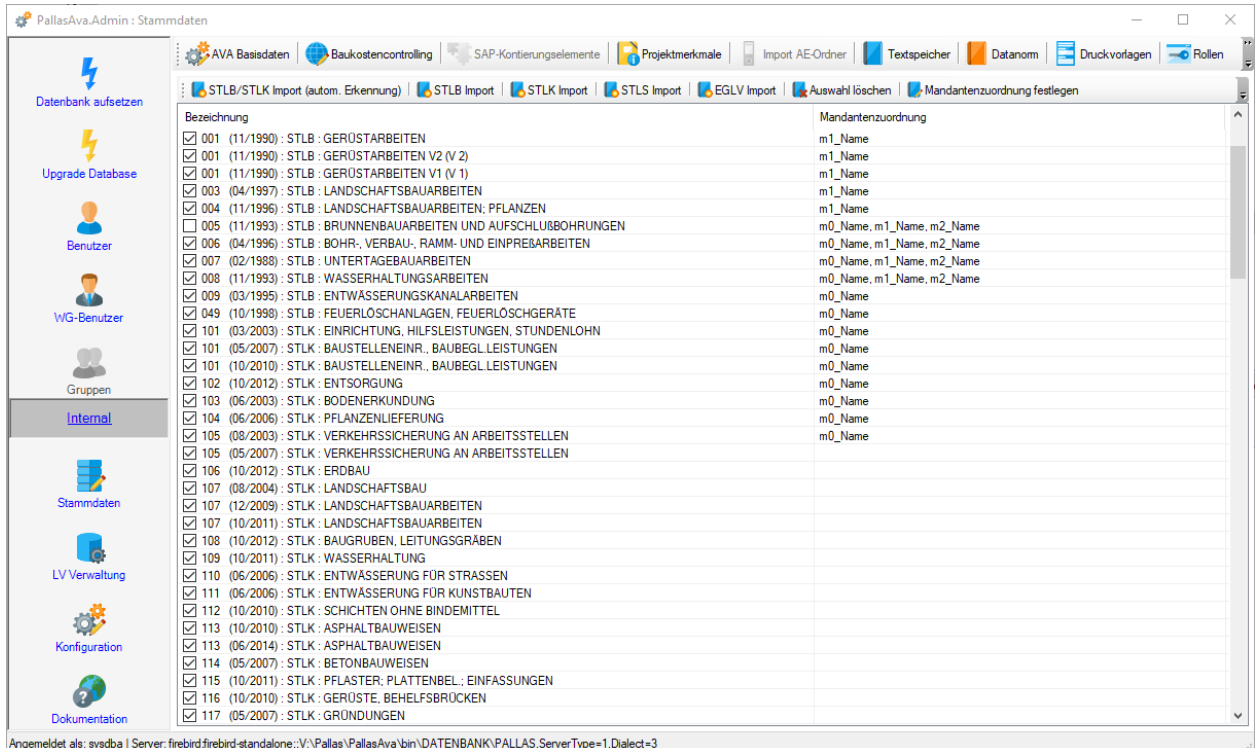 PallasAva.Admin : Stammdaten
AVA Basisdaten Baukostencontrolling SAP-Kontierungselemente Projektmerkmale Import AE-Ordner Textspeicher Datanorm Druckvorlagen Rollen
STLB/STLK Import (autom. Erkennung) STLB Import STLK Import STLS Import EGLV Import Auswahl löschen Mandantenzuordnung festlegen
Datenbank aufsetzen
Upgrade Database
Benutzer
WG-Benutzer
Gruppen
Internal
Stammdaten
LV Verwaltung
Konfiguration
Dokumentation
Bezeichnung Mandantenzuordnung
001 (11/1990) : STLB : GERÜSTARBEITEN m1_Name
001 (11/1990) : STLB : GERÜSTARBEITEN V2 (V 2) m1_Name
001 (11/1990) : STLB : GERÜSTARBEITEN V1 (V 1) m1_Name
003 (04/1997) : STLB : LANDSCHAFTSBAUARBEITEN m1_Name
004 (11/1996) : STLB : LANDSCHAFTSBAUARBEITEN; PFLANZEN m1_Name
005 (11/1993) : STLB : BRUNNENBAUARBEITEN UND AUFSCHLUßBOHRUNGEN m0_Name, m1_Name, m2_Name
006 (04/1996) : STLB : BOHR-, VERBAU-, RAMM- UND EINPREßARBEITEN m0_Name, m1_Name, m2_Name
007 (02/1988) : STLB : UNTERTAGEBAUARBEITEN m0_Name, m1_Name, m2_Name
008 (11/1993) : STLB : WASSERHALTUNGSARBEITEN m0_Name, m1_Name, m2_Name
009 (03/1995) : STLB : ENTWÄSSERUNGSKANALARBEITEN m0_Name
049 (10/1998) : STLB : FEUERLÖSCHANLAGEN, FEUERLÖSCHGERÄTE m0_Name
101 (03/2003) : STLK : EINRICHTUNG, HILFSLEISTUNGEN, STUNDENLOHN m0_Name
101 (05/2007) : STLK : BAUSTELLENEINR., BAUBEGL.LEISTUNGEN m0_Name
101 (10/2010) : STLK : BAUSTELLENEINR., BAUBEGL.LEISTUNGEN m0_Name
102 (10/2012) : STLK : ENTSORGUNG m0_Name
103 (06/2003) : STLK : BODENERKUNDUNG m0_Name
104 (06/2006) : STLK : PFLANZENLIEFERUNG m0_Name
105 (08/2003) : STLK : VERKEHRSSICHERUNG AN ARBEITSSTELLEN m0_Name
105 (05/2007) : STLK : VERKEHRSSICHERUNG AN ARBEITSSTELLEN
106 (10/2012) : STLK : ERDBAU
107 (08/2004) : STLK : LANDSCHAFTSBAU
107 (12/2009) : STLK : LANDSCHAFTSBAUARBEITEN
107 (10/2011) : STLK : LANDSCHAFTSBAUARBEITEN
108 (10/2012) : STLK : BAUGRUBEN, LEITUNGSGRÄBEN
109 (10/2011) : STLK : WASSERHALTUNG
110 (06/2006) : STLK : ENTWÄSSERUNG FÜR STRASSEN
111 (06/2006) : STLK : ENTWÄSSERUNG FÜR KUNSTBAUTEN
112 (10/2010) : STLK : SCHICHTEN OHNE BINDEMITTEL
113 (10/2010) : STLK : ASPHALTBAUWEISEN
113 (06/2014) : STLK : ASPHALTBAUWEISEN
114 (05/2007) : STLK : BETONBAUWEISEN
115 (10/2011) : STLK : PFLASTER; PLATTENBEL.; EINFASSUNGEN
116 (10/2010) : STLK : GERÜSTE, BEHELFSBRÜCKEN
117 (05/2007) : STLK : GRÜNDUNGEN
Angemeldet als: sysdba | Server: firebird:firebird-standalone::V:\Pallas\PallasAva\bin\DATENBANK\PALLAS,ServerType=1,Dialect=3